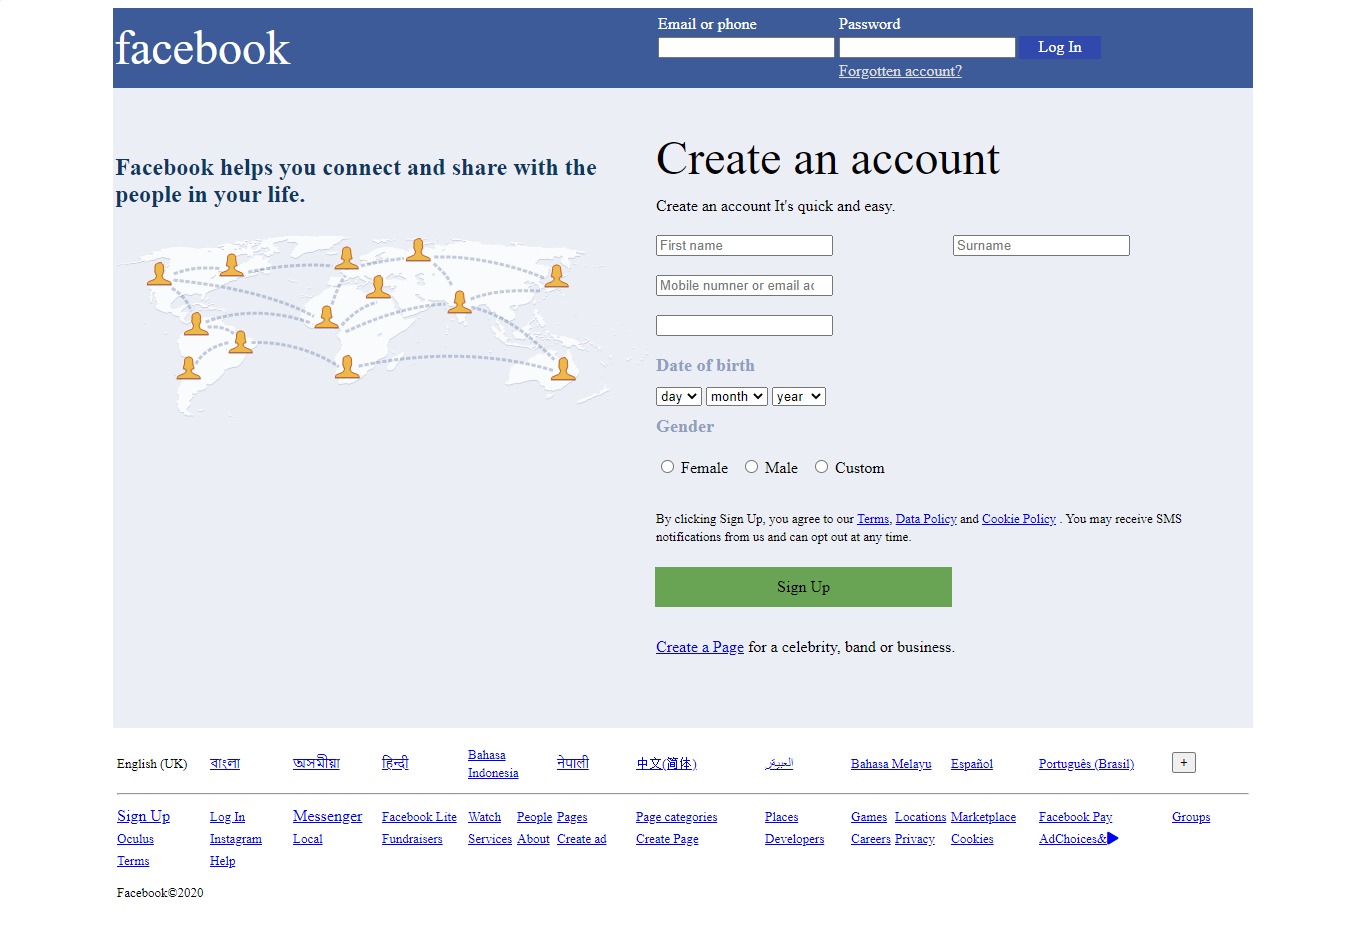 facebook
Email or phone
Password
Log In
Forgotten account?
Facebook helps you connect and share with the
people in your life.
Create an account
Create an account It's quick and easy.
First name
Surname
Mobile numner or email ac
Date of birth
day
month
year
Gender
Female
Male
Custom
By clicking Sign Up, you agree to our Terms, Data Policy and Cookie Policy . You may receive SMS
notifications from us and can opt out at any time.
Sign Up
Create a Page for a celebrity, band or business.
English (UK)
বাংলা
অসমীয়া
हिन्दी
Bahasa
Indonesia
नेपाली
中文(简体)
Bahasa Melayu
Español
Português (Brasil)
+
Sign Up
Log In
Messenger
Facebook Lite
Watch
People
Pages
Page categories
Places
Games
Locations
Marketplace
Facebook Pay
Groups
Oculus
Instagram
Local
Fundraisers
Services
About
Create ad
Create Page
Developers
Careers
Privacy
Cookies
AdChoices&
Terms
Help
Facebook©2020